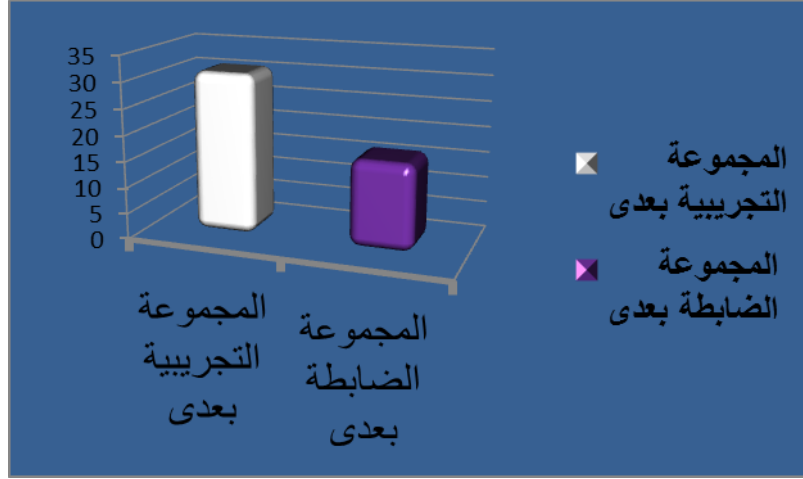 35
30
25
20
15
10
5
0
المجموعة
التجريبية
بعدى
المجموعة
الضابطة
بعدى
المجموعة
التجريبية بعدى
المجموعة
الضابطة بعدى